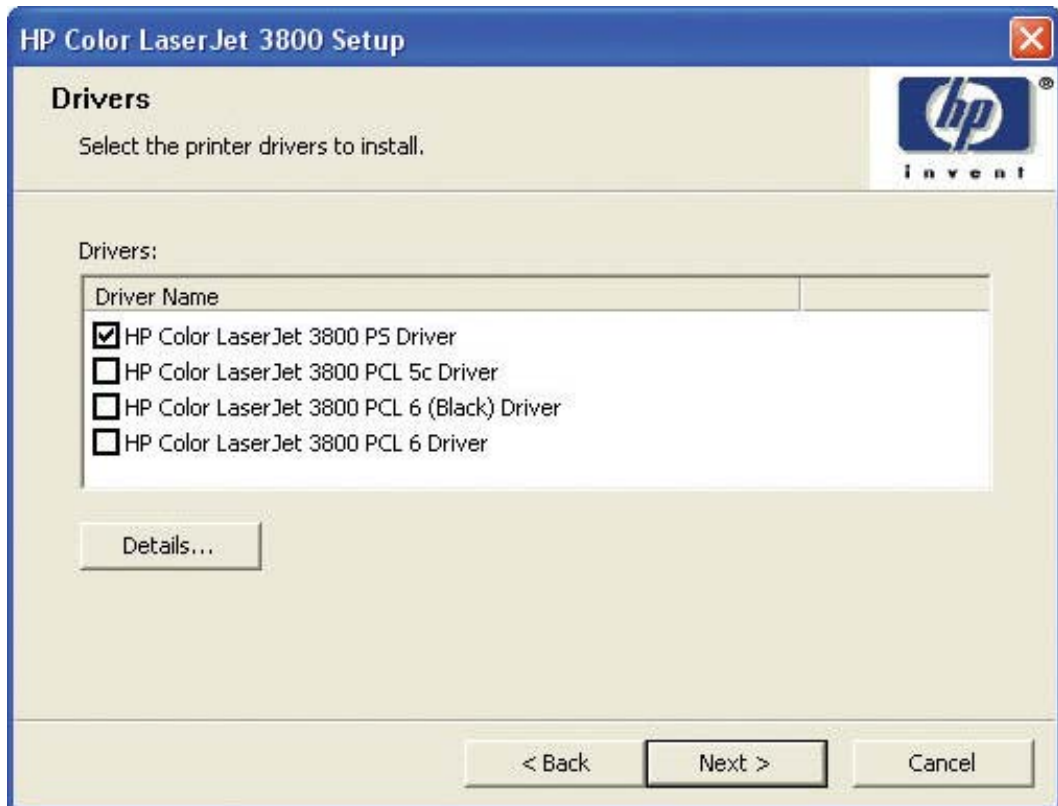 HP Color LaserJet 3800 Setup
Drivers
Select the printer drivers to install.
hp
®
invent
Drivers:
Driver Name
HP Color LaserJet 3800 PS Driver
HP Color LaserJet 3800 PCL 5c Driver
HP Color LaserJet 3800 PCL 6 (Black) Driver
HP Color LaserJet 3800 PCL 6 Driver
Details...
< Back
Next >
Cancel